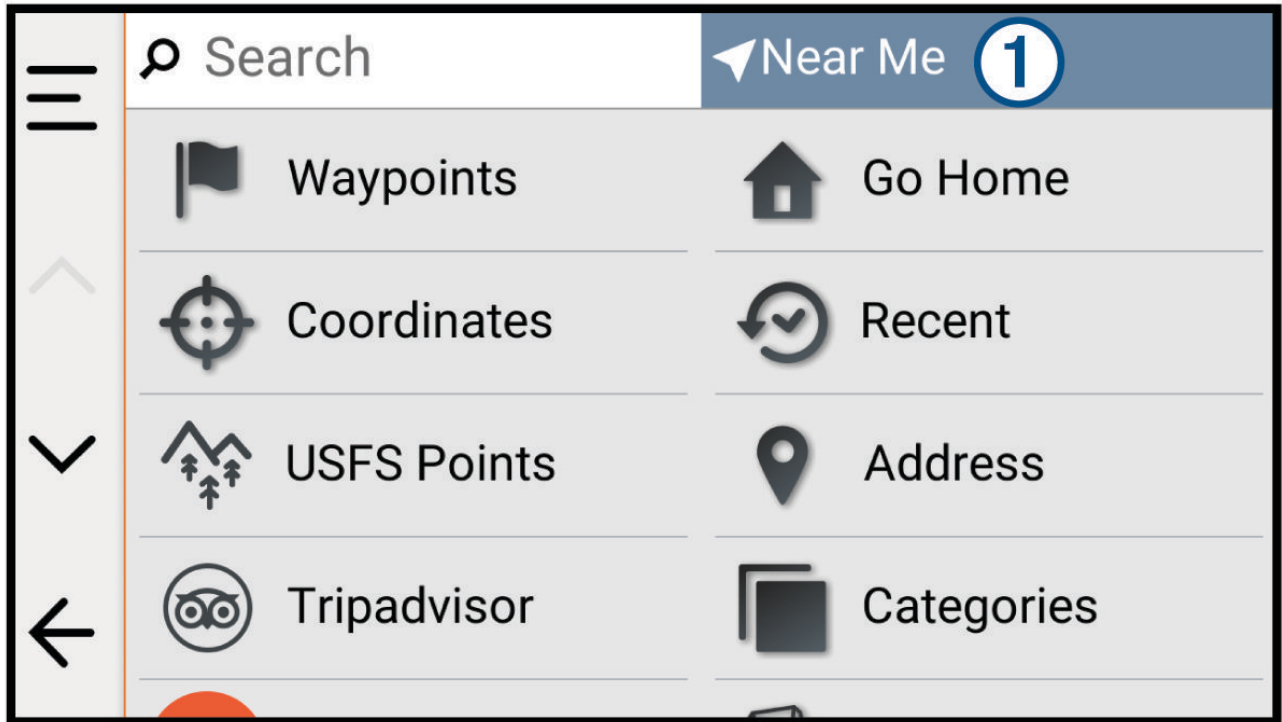 Search
Near Me 1
Waypoints
Go Home
Coordinates
Recent
USFS Points
Address
Tripadvisor
Categories